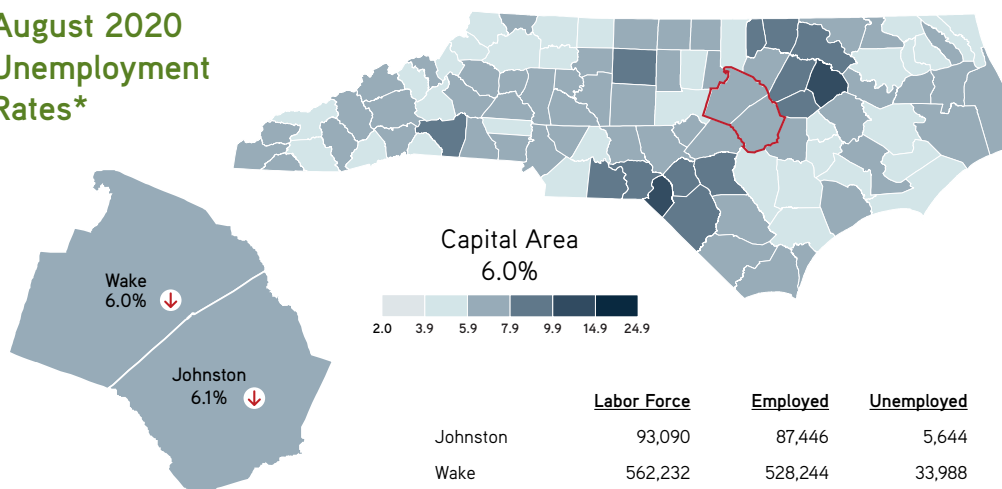 August 2020
Unemployment
Rates*
Capital Area
6.0%
2.0 3.9 5.9 7.9 9.9 14.9 24.9
Wake
6.0%
Johnston
6.1%
Labor Force Employed Unemployed
Johnston 93,090 87,446 5,644
Wake 562,232 528,244 33,988